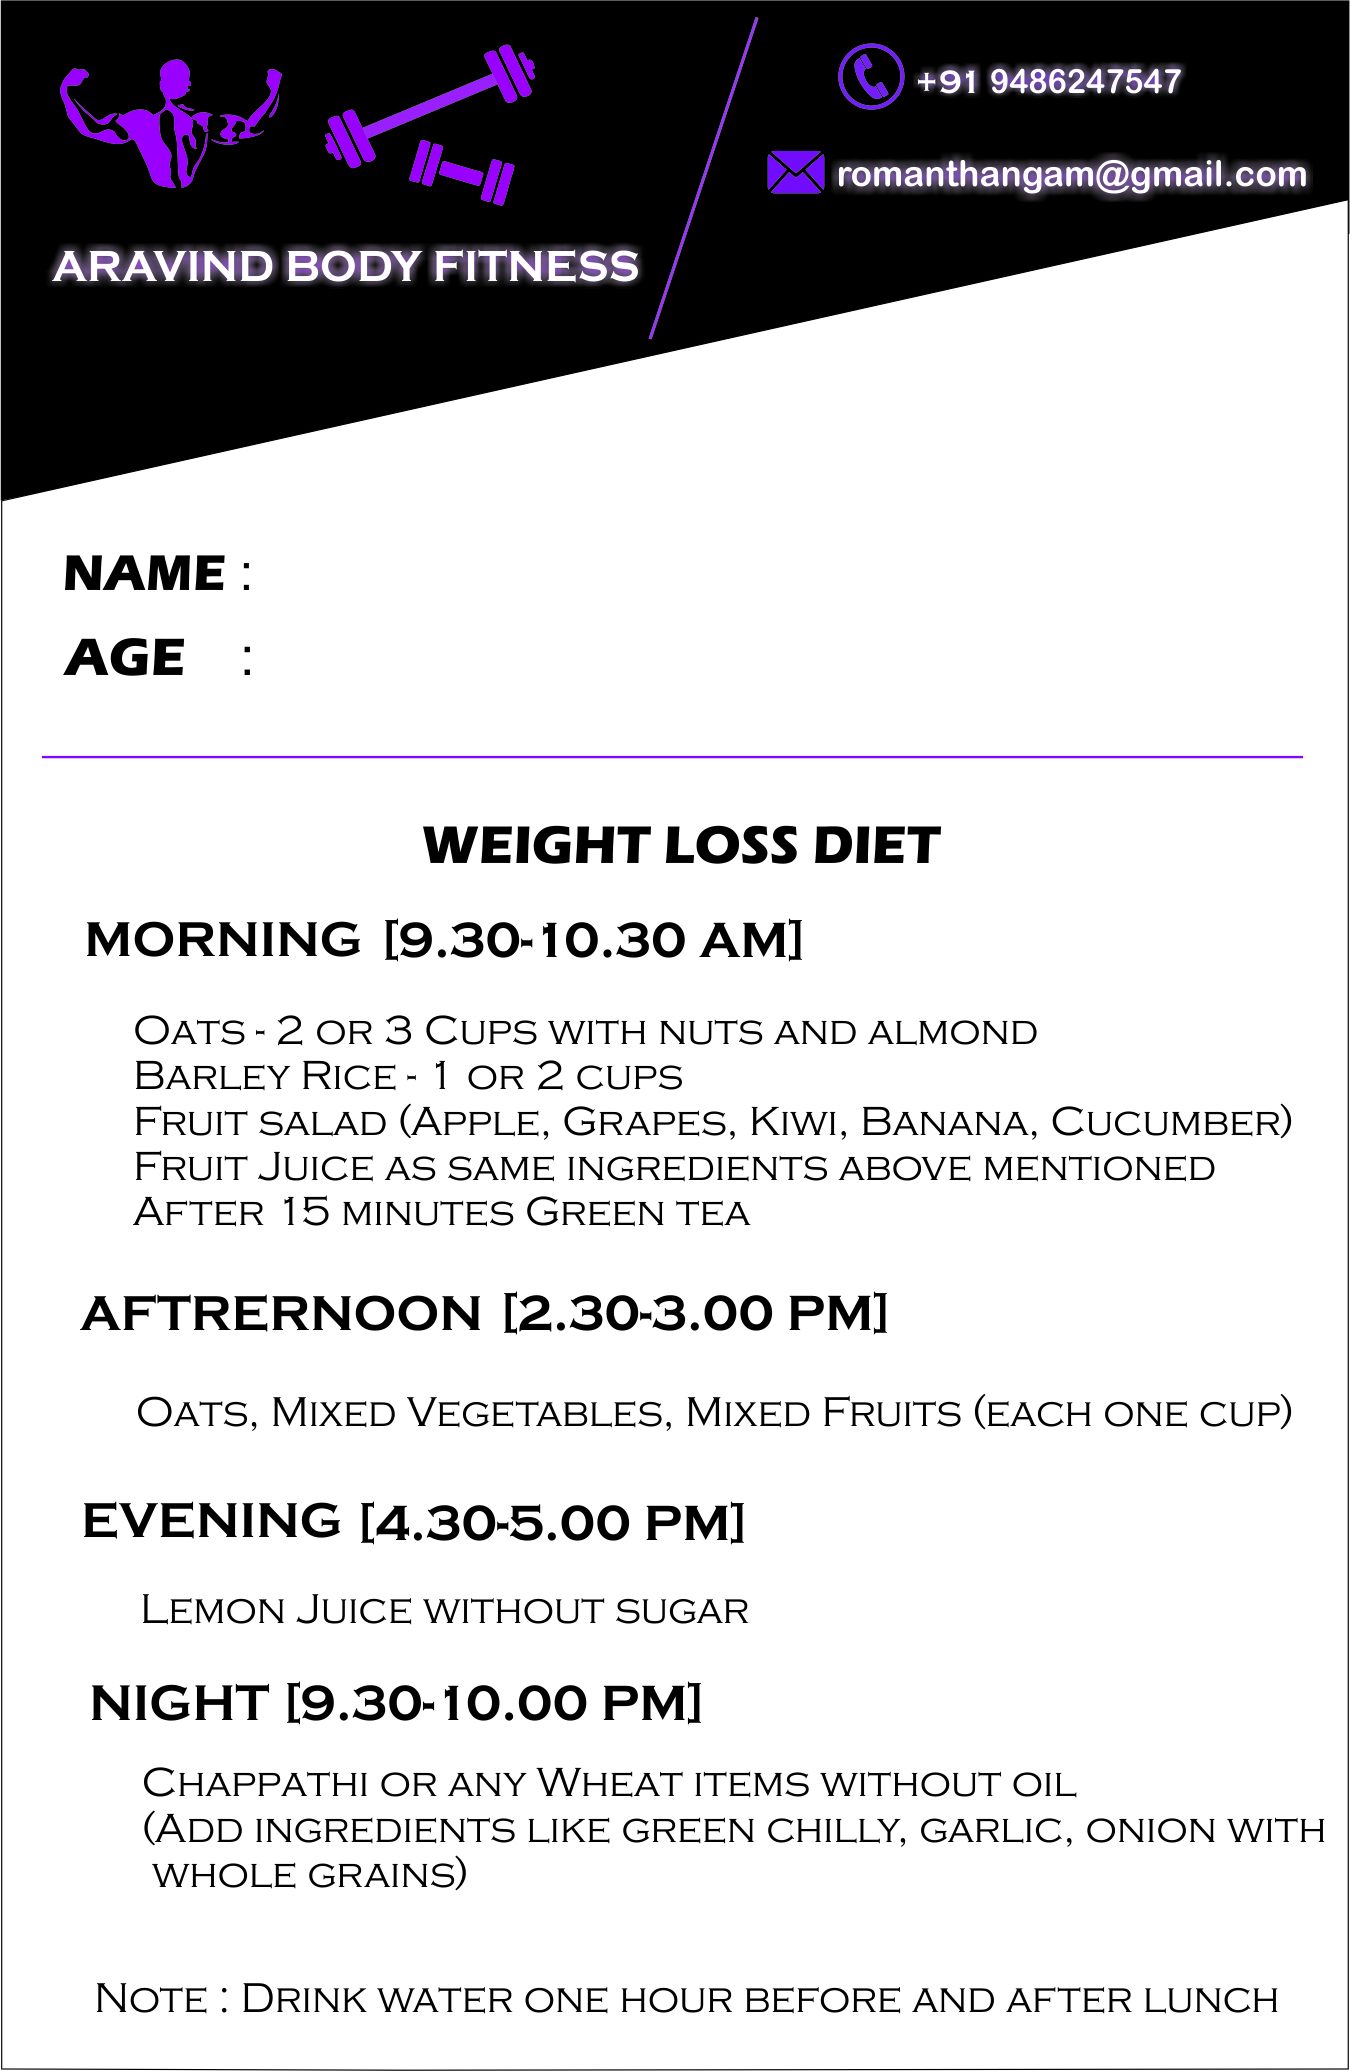 +91 9486247547
romanthangam@gmail.com
ARAVIND BODY FITNESS
NAME :
AGE :
WEIGHT LOSS DIET
MORNING [9.30-10.30 AM]
Oats - 2 or 3 Cups with nuts and almond
Barley Rice - 1 or 2 cups
Fruit salad (Apple, Grapes, Kiwi, Banana, Cucumber)
Fruit Juice as same ingredients above mentioned
After 15 minutes Green tea
AFTRERNOON [2.30-3.00 PM]
Oats, Mixed Vegetables, Mixed Fruits (each one cup)
EVENING [4.30-5.00 PM]
Lemon Juice without sugar
NIGHT [9.30-10.00 PM]
Chappathi or any Wheat items without oil
(Add ingredients like green chilly, garlic, onion with
whole grains)
Note : Drink water one hour before and after lunch